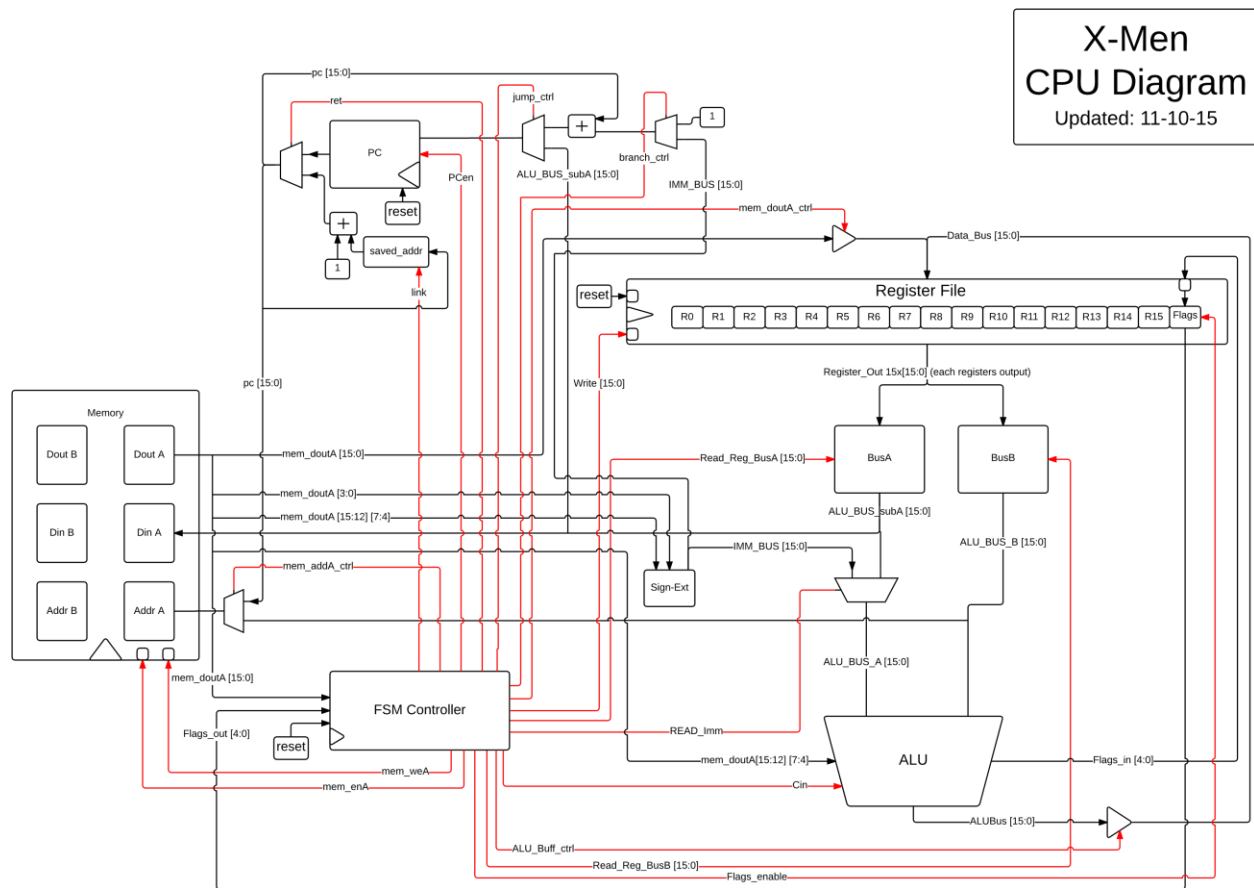 X-Men
CPU Diagram
Updated: 11-10-15
pc [15:0]
ret
jump_ctrl
1
PC
PCen
ALU_BUS_subA [15:0]
branch_ctrl
IMM_BUS [15:0]
reset
mem_doutA_ctrl
saved_addr
1
Data_Bus [15:0]
link
reset
Register File
R0
R1
R2
R3
R4
R5
R6
R7
R8
R9
R10
R11
R12
R13
R14
R15
Flags
pc [15:0]
Write [15:0]
Register_Out 15x[15:0] (each registers output)
Memory
Dout B
Dout A
mem_doutA [15:0]
Read_Reg_BusA [15:0]
BusA
BusB
mem_doutA [3:0]
Din B
Din A
mem_doutA [15:12] [7:4]
ALU_BUS_subA [15:0]
ALU_BUS_B [15:0]
IMM_BUS [15:0]
mem_addA_ctrl
Sign-Ext
Addr B
Addr A
mem_doutA [15:0]
ALU_BUS_A [15:0]
FSM Controller
Flags_out [4:0]
reset
READ_Imm
mem_doutA[15:12] [7:4]
ALU
Flags_in [4:0]
mem_weA
mem_enA
Cin
ALUBus [15:0]
ALU_Buff_ctrl
Read_Reg_BusB [15:0]
Flags_enable
+
+